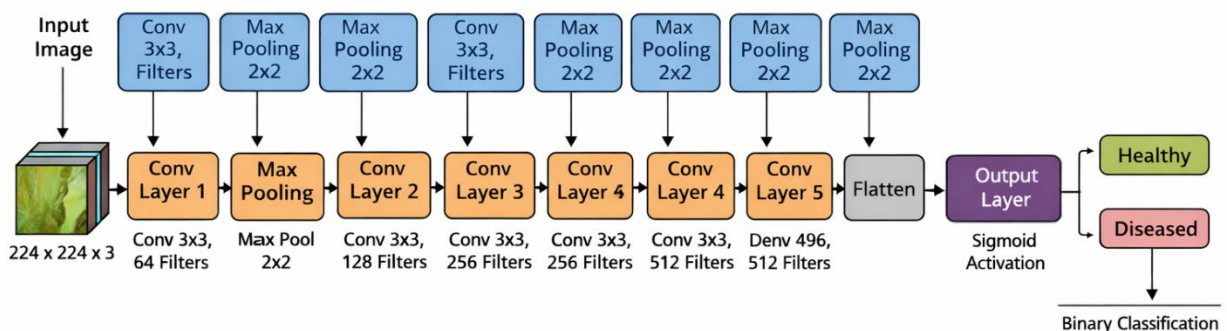 Input
Image
Conv
3x3,
Filters
Max
Pooling
2x2
Max
Pooling
2x2
Conv
3x3,
Filters
Max
Pooling
2x2
Max
Pooling
2x2
Max
Pooling
2x2
Max
Pooling
2x2
Conv
Layer 1
Max
Pooling
Conv
Layer 2
Conv
Layer 3
Conv
Layer 4
Conv
Layer 4
Conv
Layer 5
Flatten
Output
Layer
Healthy
Diseased
224 x 224 x 3
Conv 3x3,
64 Filters
Max Pool
2x2
Conv 3x3,
128 Filters
Conv 3x3,
256 Filters
Conv 3x3,
256 Filters
Conv 3x3,
512 Filters
Denv 496,
512 Filters
Sigmoid
Activation
Binary Classification